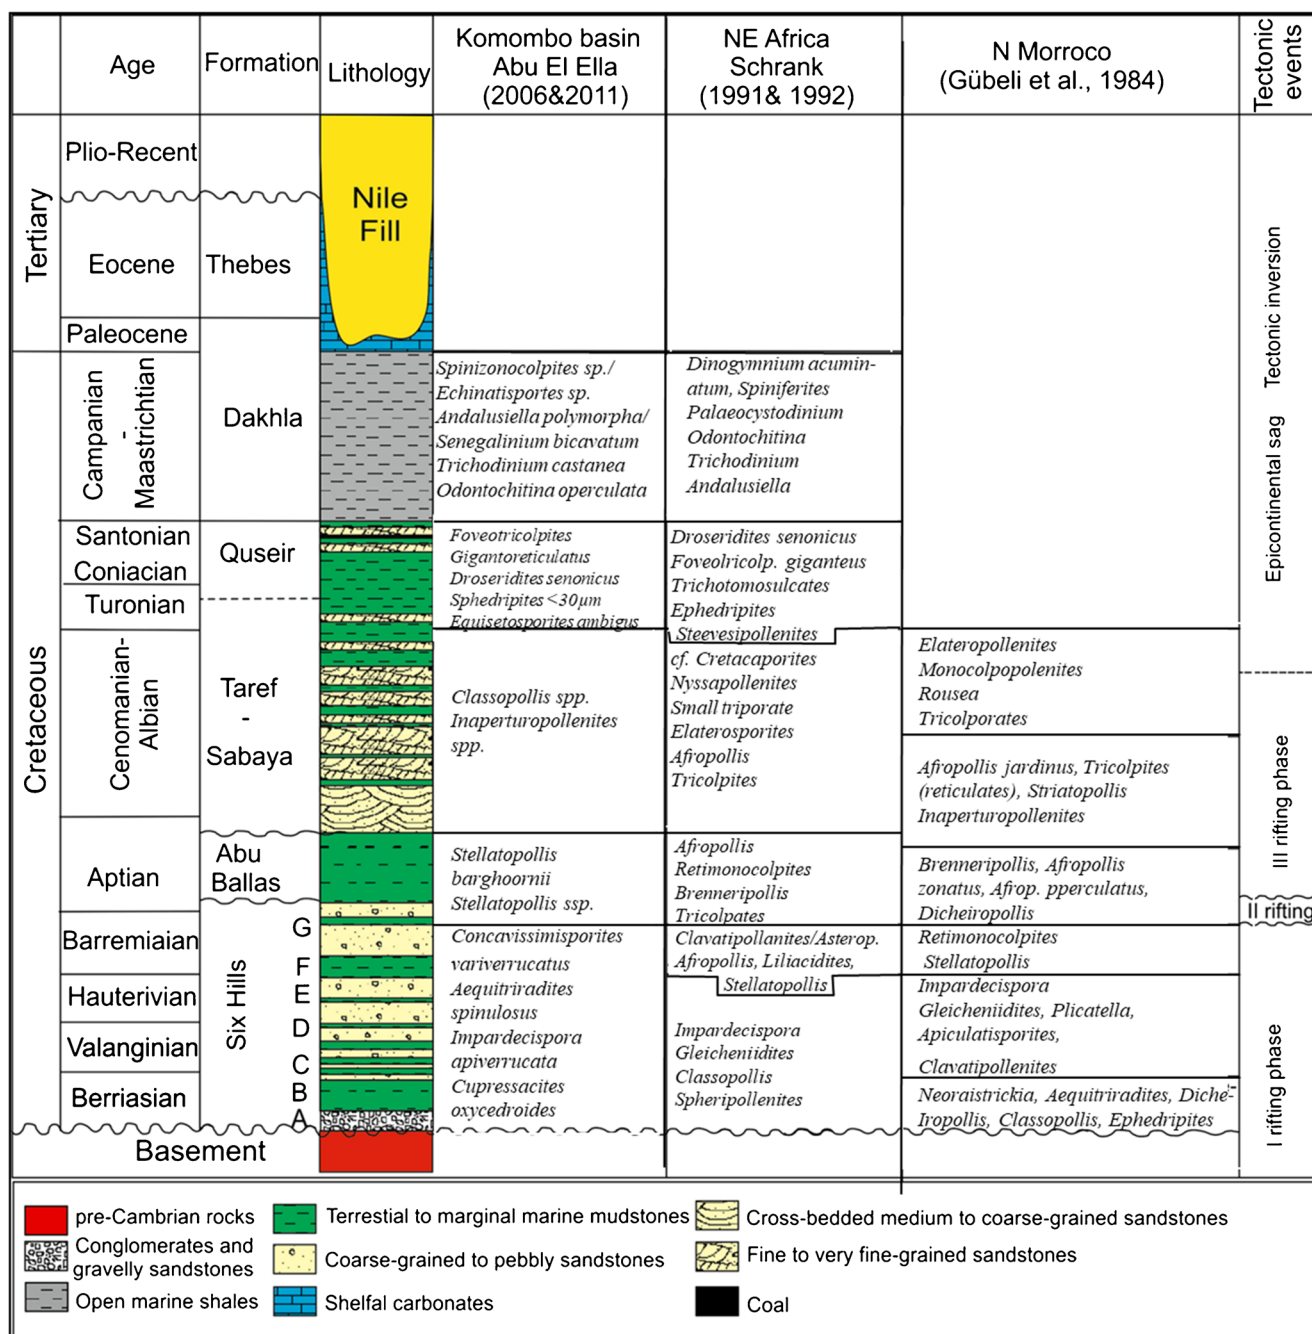 Age
Formation
Lithology
Komombo basin
Abu El Ella
(2006&2011)
NE Africa
Schrank
(1991& 1992)
N Morroco
(Gübeli et al., 1984)
Tectonic
events
Tertiary
Plio-Recent
Eocene
Thebes
Paleocene
Nile
Fill
Cretaceous
Campanian
-
Maastrichtian
Dakhla
Spinizonocolpites sp./
Echinatisportes sp.
Andalusiella polymorpha/
Senegalinium bicavatum
Trichodinium castanea
Odontochitina operculata
Dinogymnium acumin-
atum, Spiniferites
Palaeocystodinium
Odontochitina
Trichodinium
Andalusiella
Santonian
Coniacian
Turonian
Quseir
Foveotricolpites
Gigantoreticulatus
Droseridites senonicus
Sphedripites <30µm
Equisetosporites ambigus
Droseridites senonicus
Foveolricolp. giganteus
Trichotomosulcates
Ephedripites
Steevesipollenites
Cenomanian-
Albian
Taref
-
Sabaya
Classopollis spp.
Inaperturopollenites
spp.
cf. Cretacaporites
Nyssapollenites
Small triporate
Elaterosporites
Afropollis
Tricolpites
Elateropollenites
Monocolpopolenites
Rousea
Tricolporates
Afropollis jardinus, Tricolpites
(reticulates), Striatopollis
Inaperturopollenites
Aptian
Abu
Ballas
Stellatopollis
barghoornii
Stellatopollis ssp.
Afropollis
Retimonocolpites
Brenneripollis
Tricolpates
Brenneripollis, Afropollis
zonatus, Afrop. pperculatus,
Dicheiropollis
Barremiaian
Hauterivian
Valanginian
Berriasian
Six Hills
G
F
E
D
C
B
A
Concavissimisporites
variverrucatus
Aequitriradites
spinulosus
Impardecispora
apiverrucata
Cupressacites
oxycedroides
Clavatipollanites/Asterop.
Afropollis, Liliacidites,
Stellatopollis
Impardecispora
Gleicheniidites
Classopollis
Spheripollenites
Retimonocolpites
Stellatopollis
Impardecispora
Gleicheniidites, Plicatella,
Apiculatisporites,
Clavatipollenites
Neoraistrickia, Aequitriradites, Diche-
Iropollis, Classopollis, Ephedripites
Epicontinental sag Tectonic inversion
III rifting phase
II rifting
I rifting phase
Basement
pre-Cambrian rocks
Conglomerates and
gravelly sandstones
Open marine shales
Terrestial to marginal marine mudstones
Coarse-grained to pebbly sandstones
Shelfal carbonates
Cross-bedded medium to coarse-grained sandstones
Fine to very fine-grained sandstones
Coal